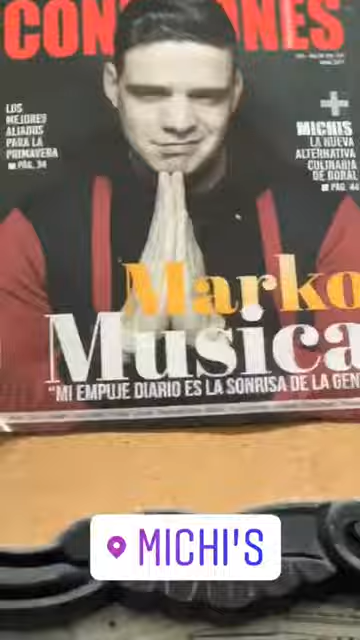 CON ONES
LOS
MEJORES
ALIADOS
PARA LA
PRIMAVERA
PÁG. 34
+
MICHIS
LA NUEVA
ALTERNATIVA
CULINARIA
DE DORAL
PÁG. 44
Marko
Musica
"MI EMPUJE DIARIO ES LA SONRISA DE LA GEN
MICHI'S